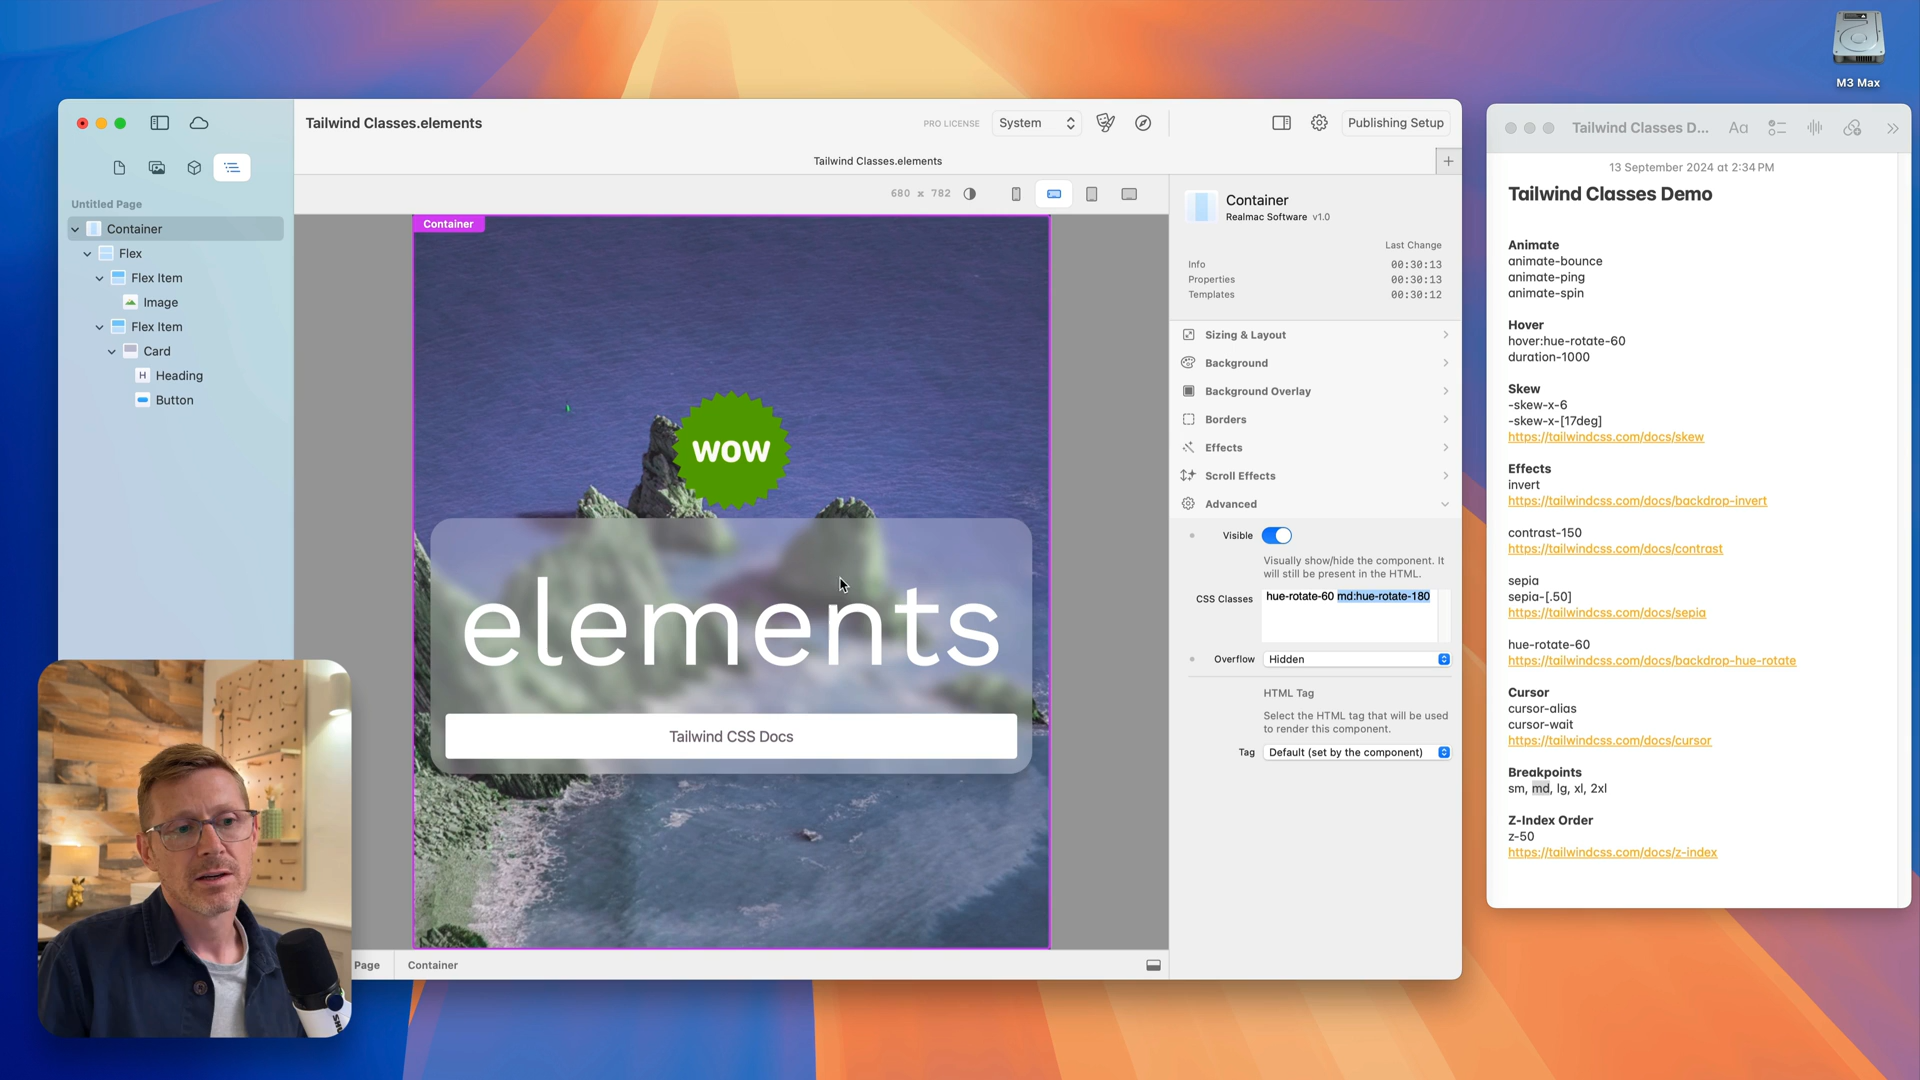 M3 Max
Tailwind Classes.elements
PRO LICENSE
System
Publishing Setup
Tailwind Classes.elements
680 x 782
Untitled Page
Container
Flex
Flex Item
Image
Flex Item
Card
Heading
Button
Container
WOW
elements
Tailwind CSS Docs
Page
Container
Container
Realmac Software v1.0
Last Change
Info 00:30:13
Properties 00:30:13
Templates 00:30:12
Sizing & Layout
Background
Background Overlay
Borders
Effects
Scroll Effects
Advanced
Visible
Visually show/hide the component. It
will still be present in the HTML.
CSS Classes hue-rotate-60 md:hue-rotate-180
Overflow Hidden
HTML Tag
Select the HTML tag that will be used
to render this component.
Tag Default (set by the component)
Tailwind Classes D...
Aa
13 September 2024 at 2:34 PM
Tailwind Classes Demo
Animate
animate-bounce
animate-ping
animate-spin
Hover
hover:hue-rotate-60
duration-1000
Skew
-skew-x-6
-skew-x-[17deg]
https://tailwindcss.com/docs/skew
Effects
invert
https://tailwindcss.com/docs/backdrop-invert
contrast-150
https://tailwindcss.com/docs/contrast
sepia
sepia-[.50]
https://tailwindcss.com/docs/sepia
hue-rotate-60
https://tailwindcss.com/docs/backdrop-hue-rotate
Cursor
cursor-alias
cursor-wait
https://tailwindcss.com/docs/cursor
Breakpoints
sm, md, lg, xl, 2xl
Z-Index Order
z-50
https://tailwindcss.com/docs/z-index